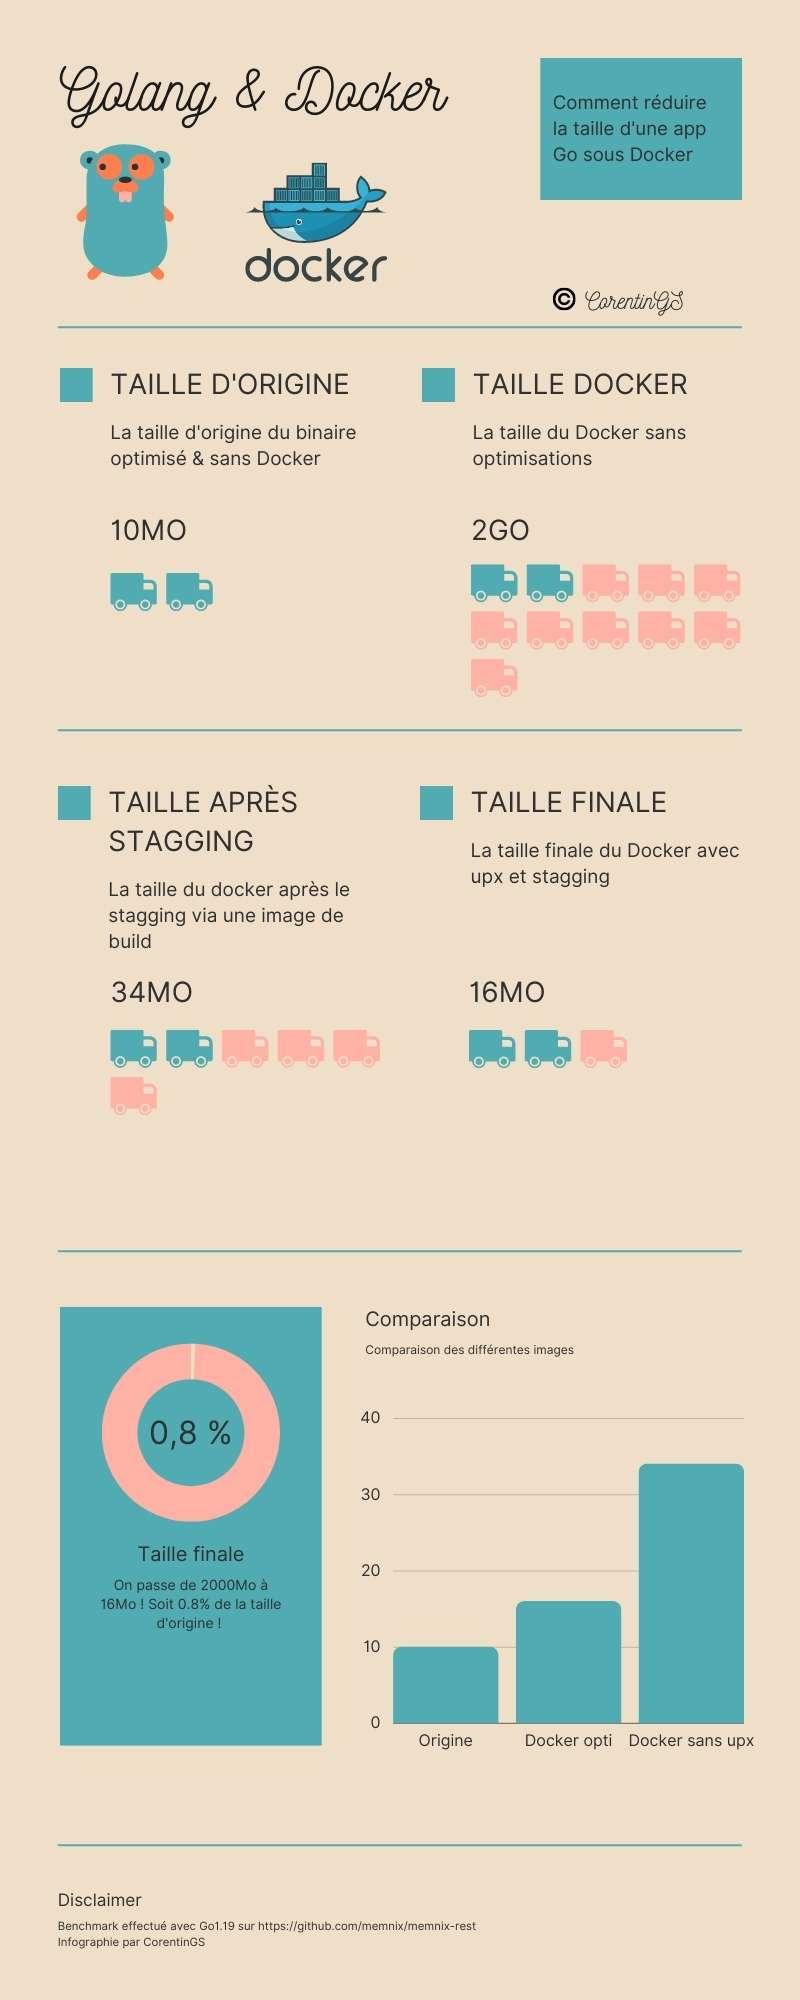 Golang & Docker
Comment réduire
la taille d'une app
Go sous Docker
docker
© CorentinGS
TAILLE D'ORIGINE
La taille d'origine du binaire
optimisé & sans Docker
10MO
TAILLE DOCKER
La taille du Docker sans
optimisations
2GO
TAILLE APRÈS
STAGGING
La taille du docker après le
stagging via une image de
build
34MO
TAILLE FINALE
La taille finale du Docker avec
upx et stagging
16MO
0,8 %
Taille finale
On passe de 2000Mo à
16Mo ! Soit 0.8% de la taille
d'origine !
Comparaison
Comparaison des différentes images
40
30
20
10
0
Origine
Docker opti
Docker sans upx
Disclaimer
Benchmark effectué avec Go1.19 sur https://github.com/memnix/memnix-rest
Infographie par CorentinGS